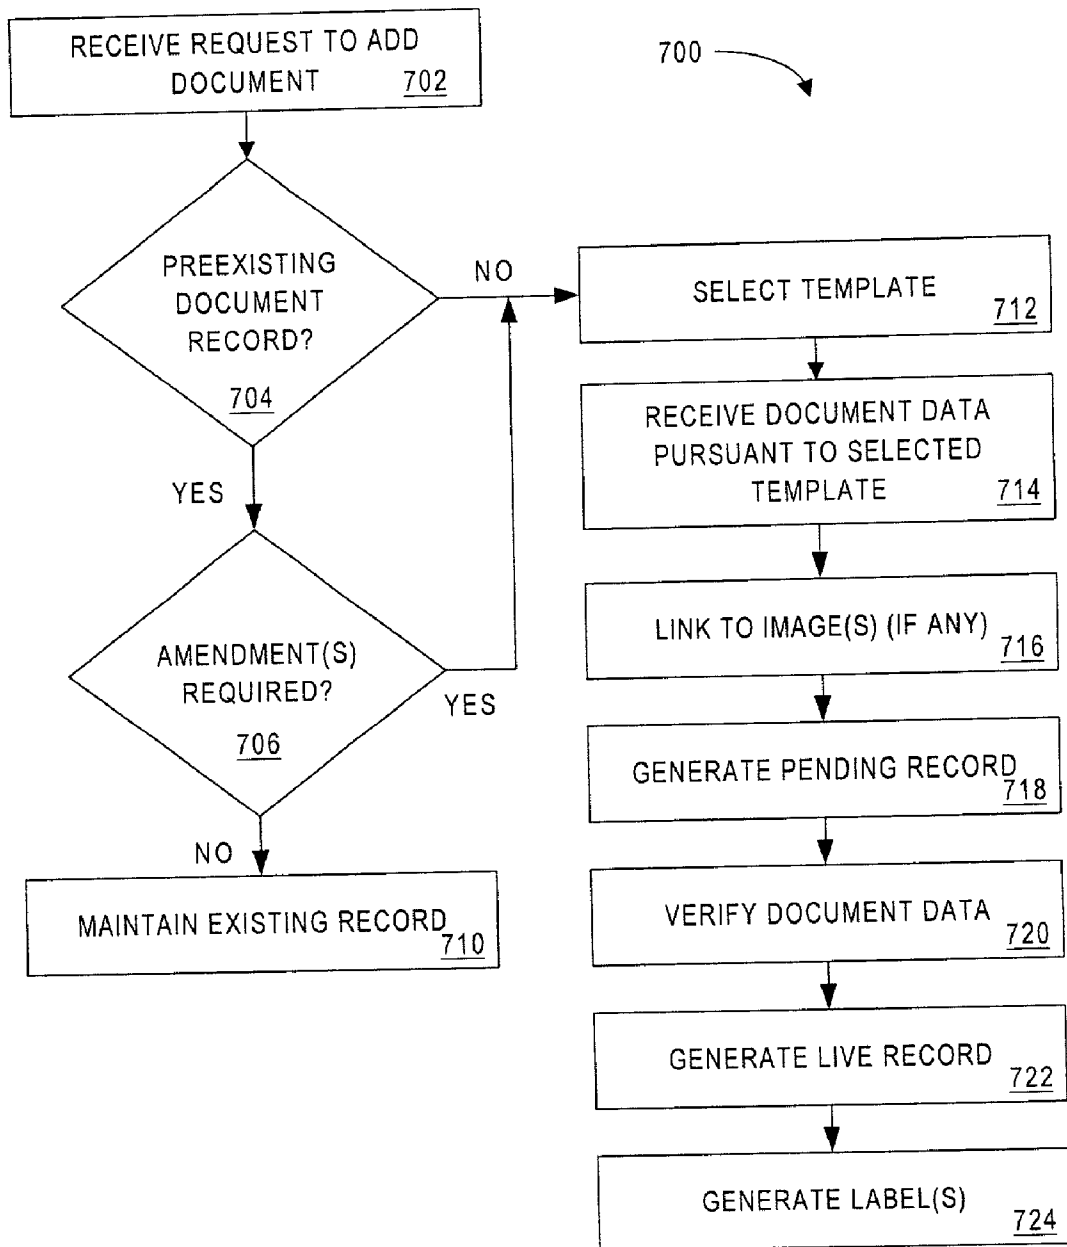 RECEIVE REQUEST TO ADD
DOCUMENT 702
700
PREEXISTING
DOCUMENT
RECORD?
704
NO
YES
AMENDMENT(S)
REQUIRED?
706
YES
NO
MAINTAIN EXISTING RECORD 710
SELECT TEMPLATE
712
RECEIVE DOCUMENT DATA
PURSUANT TO SELECTED
TEMPLATE 714
LINK TO IMAGE(S) (IF ANY)
716
GENERATE PENDING RECORD
718
VERIFY DOCUMENT DATA
720
GENERATE LIVE RECORD
722
GENERATE LABEL(S)
724